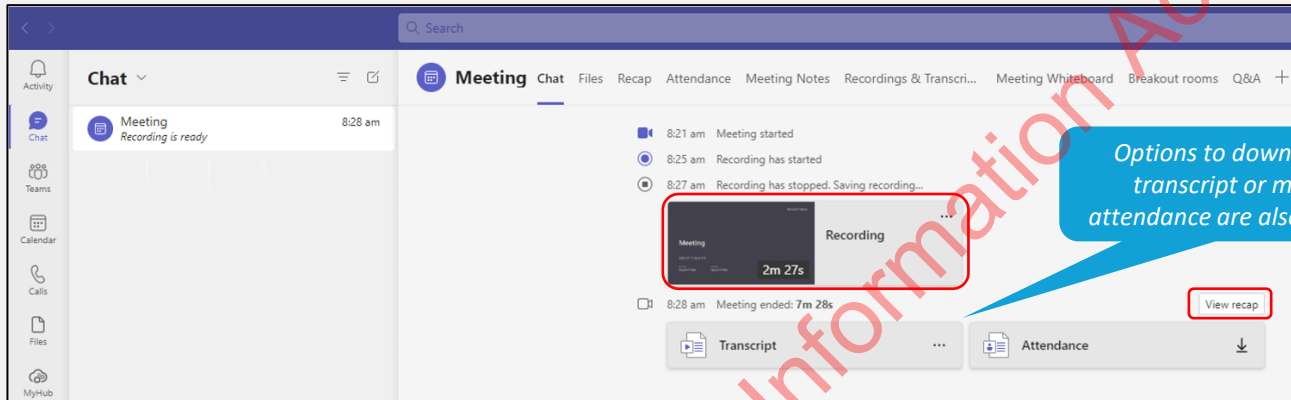 Search
Activity
Chat
Teams
Calendar
Calls
Files
MyHub
Chat
Meeting
8:28 am
Recording is ready
Meeting Chat Files Recap Attendance Meeting Notes Recordings & Transcri... Meeting Whiteboard Breakout rooms Q&A
8:21 am Meeting started
8:25 am Recording has started
8:27 am Recording has stopped. Saving recording...
Meeting
2m 27s
Recording
8:28 am Meeting ended: 7m 28s
View recap
Transcript
Attendance
Options to down
transcript or m
attendance are also
Information Ac